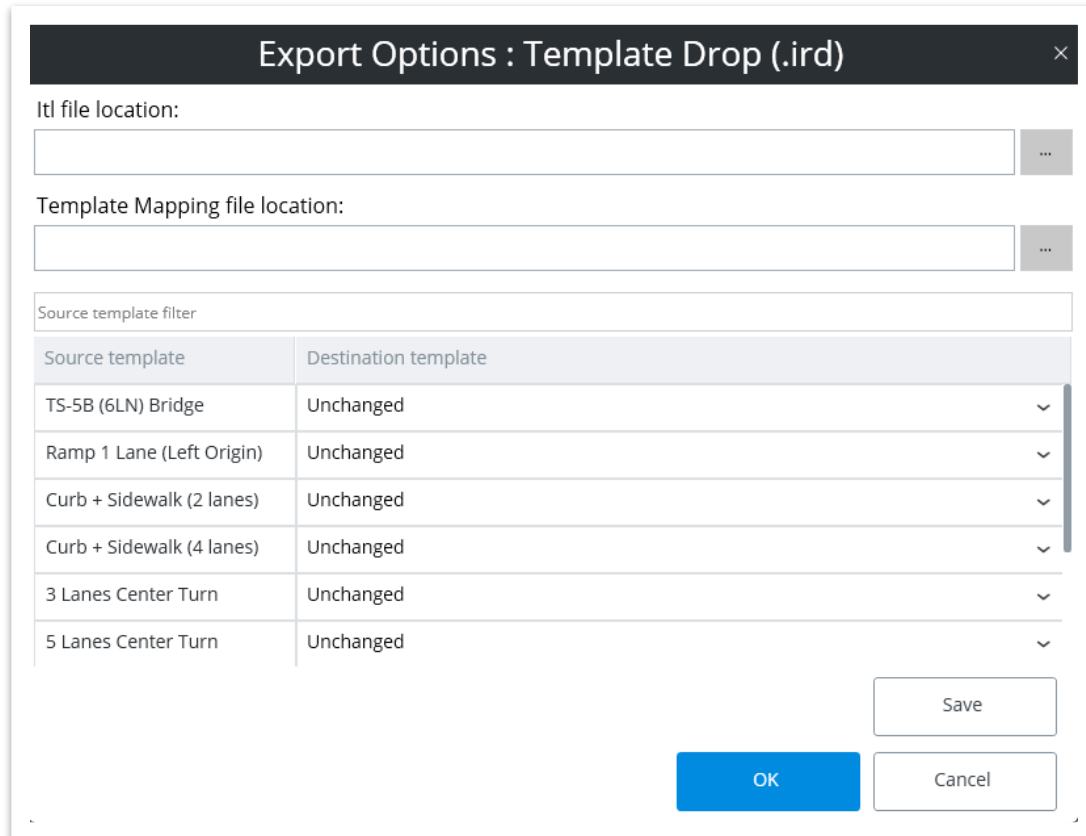 Export Options : Template Drop (.ird)
Itl file location:
...
Template Mapping file location:
...
Source template filter
Source template Destination template
TS-5B (6LN) Bridge Unchanged
Ramp 1 Lane (Left Origin) Unchanged
Curb + Sidewalk (2 lanes) Unchanged
Curb + Sidewalk (4 lanes) Unchanged
3 Lanes Center Turn Unchanged
5 Lanes Center Turn Unchanged
Save
OK Cancel